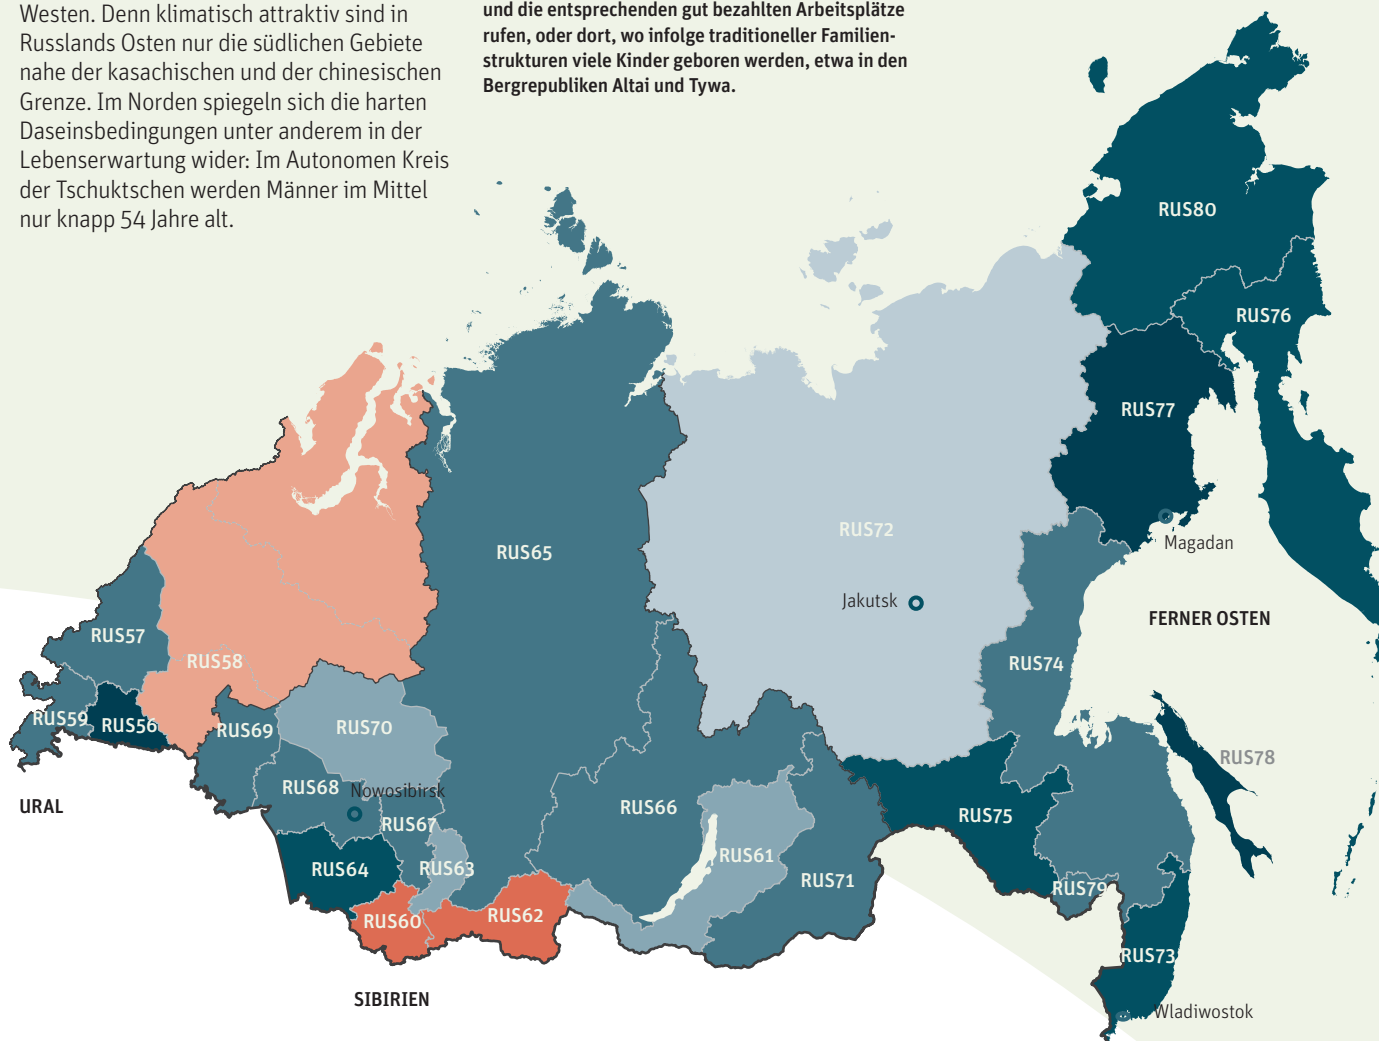 Westen. Denn klimatisch attraktiv sind in
Russlands Osten nur die südlichen Gebiete
nahe der kasachischen und der chinesischen
Grenze. Im Norden spiegeln sich die harten
Daseinsbedingungen unter anderem in der
Lebenserwartung wider: Im Autonomen Kreis
der Tschuktschen werden Männer im Mittel
nur knapp 54 Jahre alt.
und die entsprechenden gut bezahlten Arbeitsplätze
rufen, oder dort, wo infolge traditioneller Familien-
strukturen viele Kinder geboren werden, etwa in den
Bergrepubliken Altai und Tywa.
RUS80
RUS76
RUS77
RUS72
Magadan
RUS65
Jakutsk
FERNER OSTEN
RUS57
RUS58
RUS74
RUS59
RUS56
RUS69
RUS70
RUS78
RUS68
Nowosibirsk
URAL
RUS66
RUS75
RUS67
RUS61
RUS64
RUS63
RUS71
RUS79
RUS60
RUS62
RUS73
SIBIRIEN
Wladiwostok